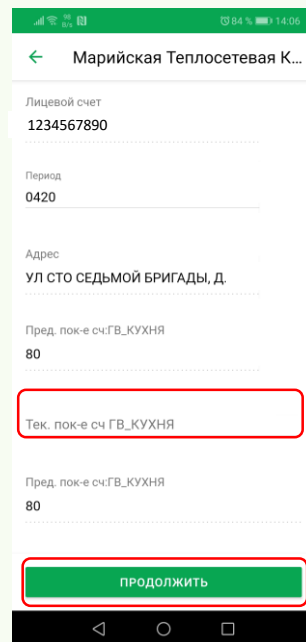 98 B/s 84 % 14:06
Марийская Теплосетевая К...
Лицевой счет
1234567890
Период
0420
Адрес
УЛ СТО СЕДЬМОЙ БРИГАДЫ, Д.
Пред. пок-е сч:ГВ_КУХНЯ
80
Тек. пок-е сч ГВ_КУХНЯ
Пред. пок-е сч:ГВ_КУХНЯ
80
ПРОДОЛЖИТЬ